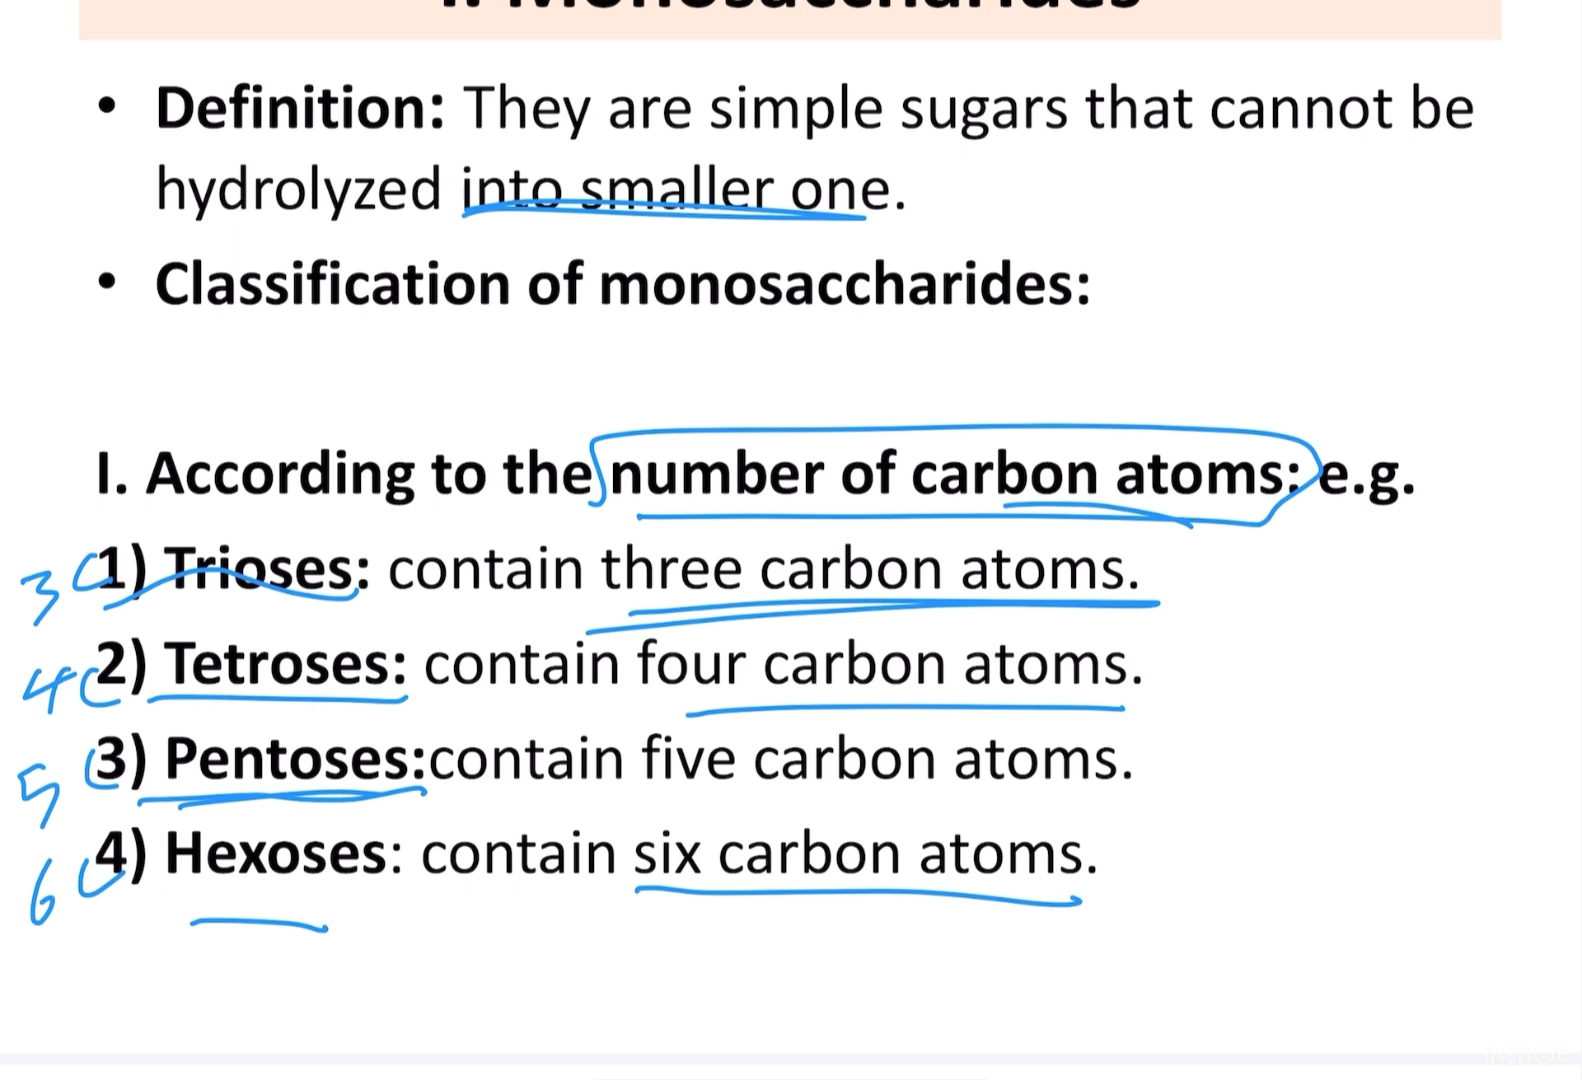 I. Monosaccharides
• Definition: They are simple sugars that cannot be
hydrolyzed into smaller one.
• Classification of monosaccharides:
I. According to the number of carbon atoms: e.g.
3C 1) Trioses: contain three carbon atoms.
4C 2) Tetroses: contain four carbon atoms.
5C 3) Pentoses:contain five carbon atoms.
6C 4) Hexoses: contain six carbon atoms.